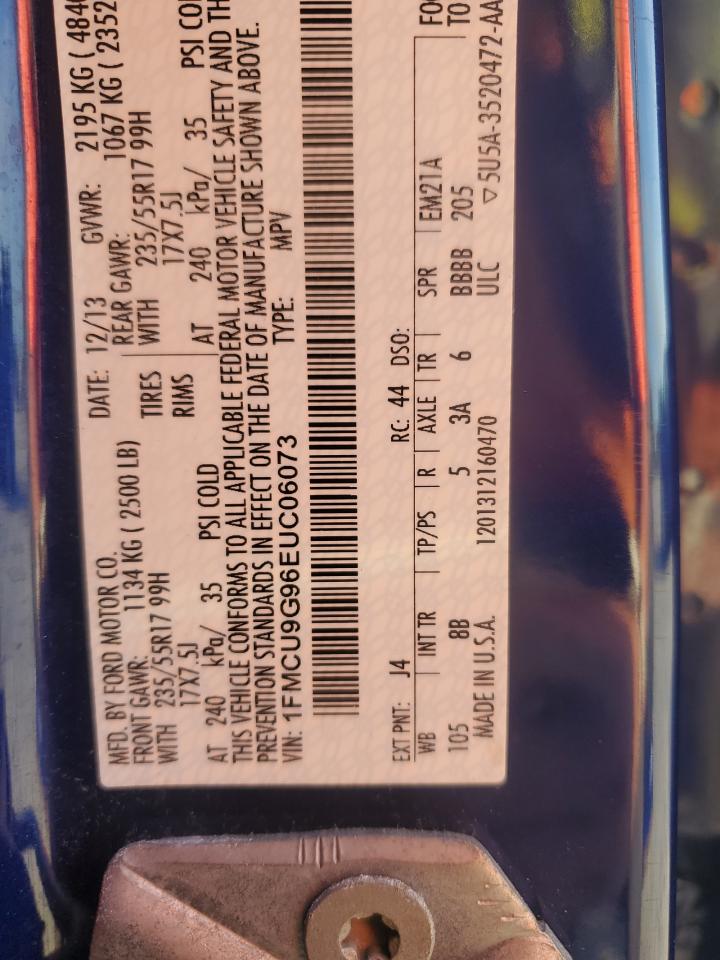 MFD. BY FORD MOTOR CO.
DATE: 12/13 GVWR: 2195 KG ( 484
FRONT GAWR: 1134 KG ( 2500 LB)
REAR GAWR: 1067 KG ( 2352
WITH 235/55R17 99H TIRES WITH 235/55R17 99H
17X7.5J RIMS 17X7.5J
AT 240 kPa/ 35 PSI COLD AT 240 kPa/ 35 PSI COL
THIS VEHICLE CONFORMS TO ALL APPLICABLE FEDERAL MOTOR VEHICLE SAFETY AND TH
PREVENTION STANDARDS IN EFFECT ON THE DATE OF MANUFACTURE SHOWN ABOVE.
VIN: 1FMCU9G96EUC06073 TYPE: MPV
EXT PNT: J4 RC: 44 DSO: FO
WB INT TR TP/PS R AXLE TR SPR EM21A TO
105 8B 5 3A 6 BBBB 205
MADE IN U.S.A. 1201312160470 ULC ▽5U5A-3520472-AA